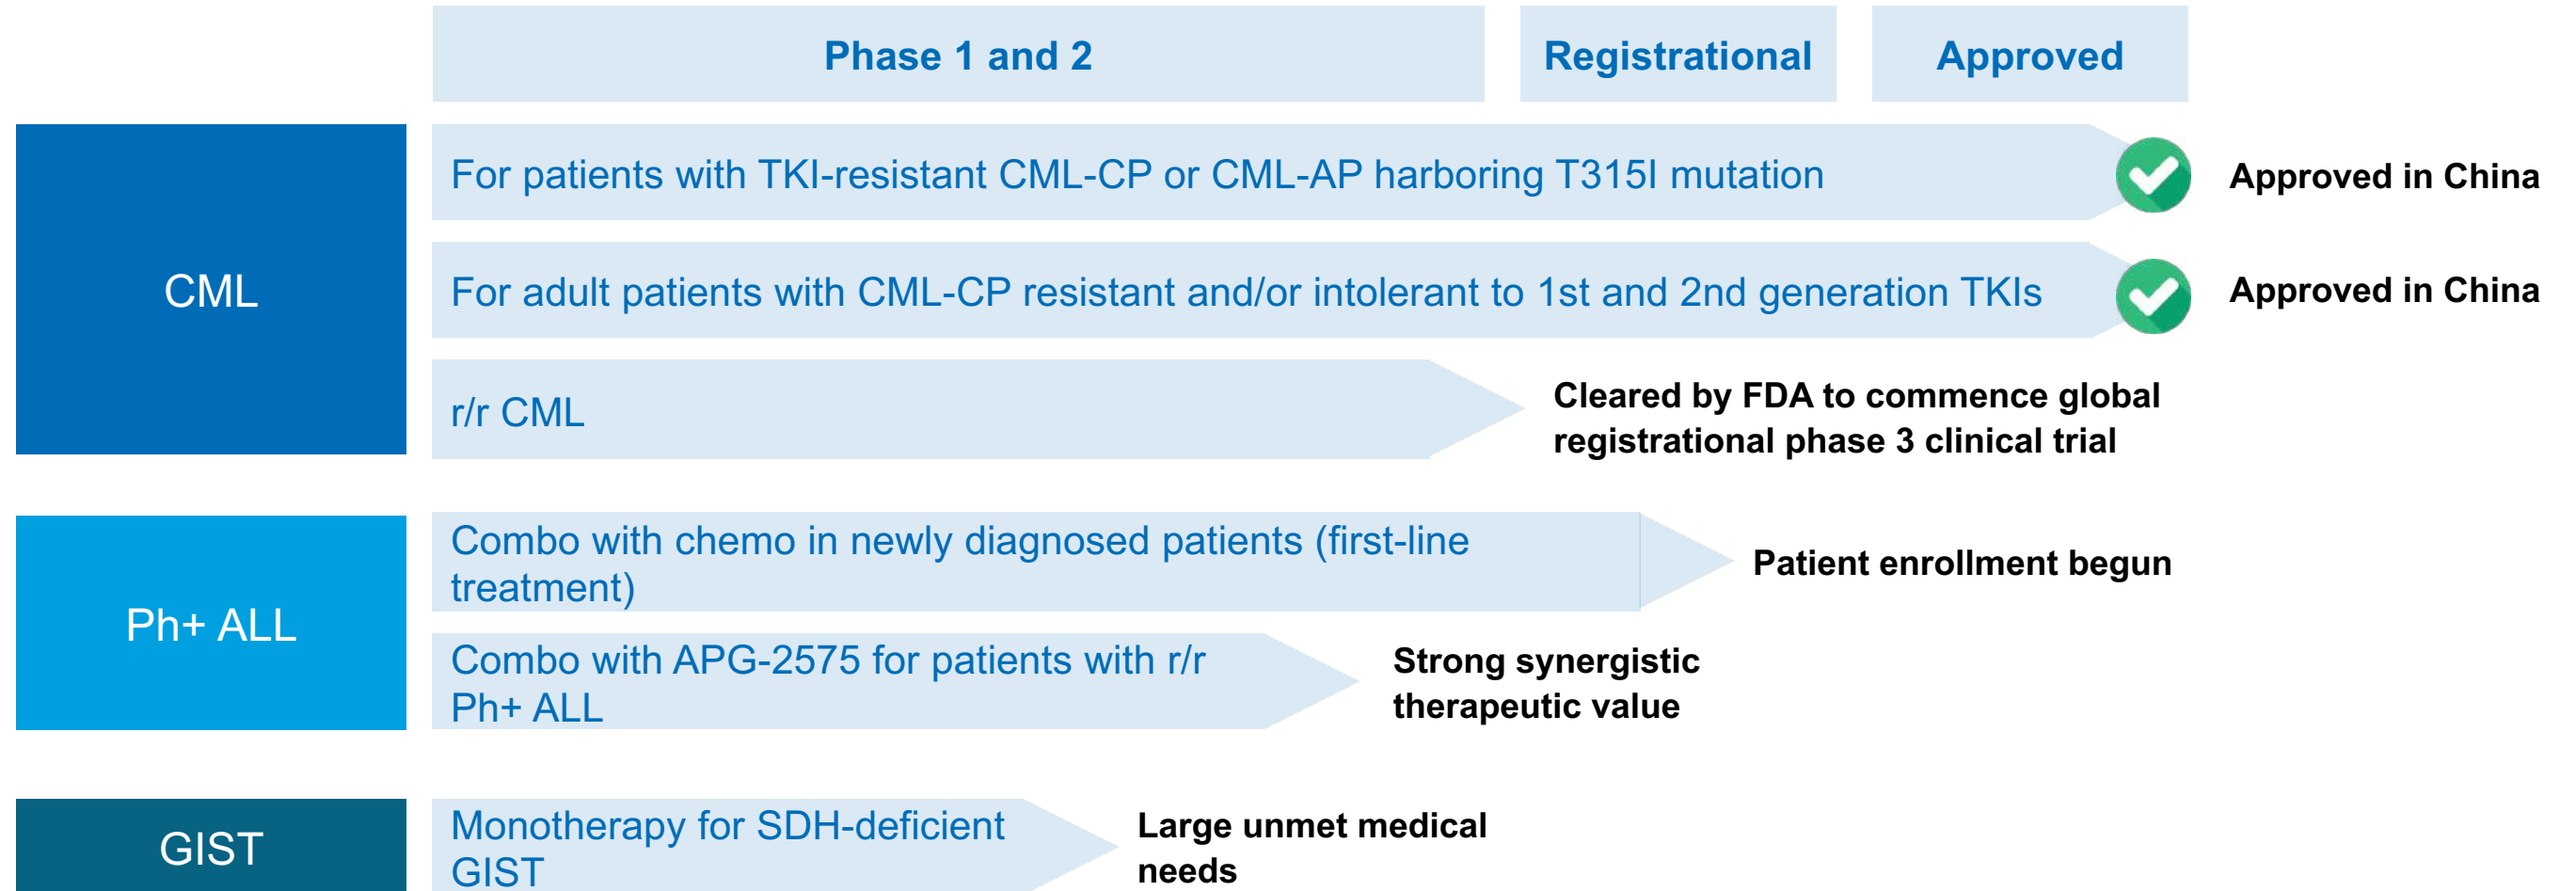 Phase 1 and 2
Registrational
Approved
CML
For patients with TKI-resistant CML-CP or CML-AP harboring T315I mutation
Approved in China
For adult patients with CML-CP resistant and/or intolerant to 1st and 2nd generation TKIs
Approved in China
r/r CML
Cleared by FDA to commence global
registrational phase 3 clinical trial
Ph+ ALL
Combo with chemo in newly diagnosed patients (first-line
treatment)
Patient enrollment begun
Combo with APG-2575 for patients with r/r
Ph+ ALL
Strong synergistic
therapeutic value
GIST
Monotherapy for SDH-deficient
GIST
Large unmet medical
needs